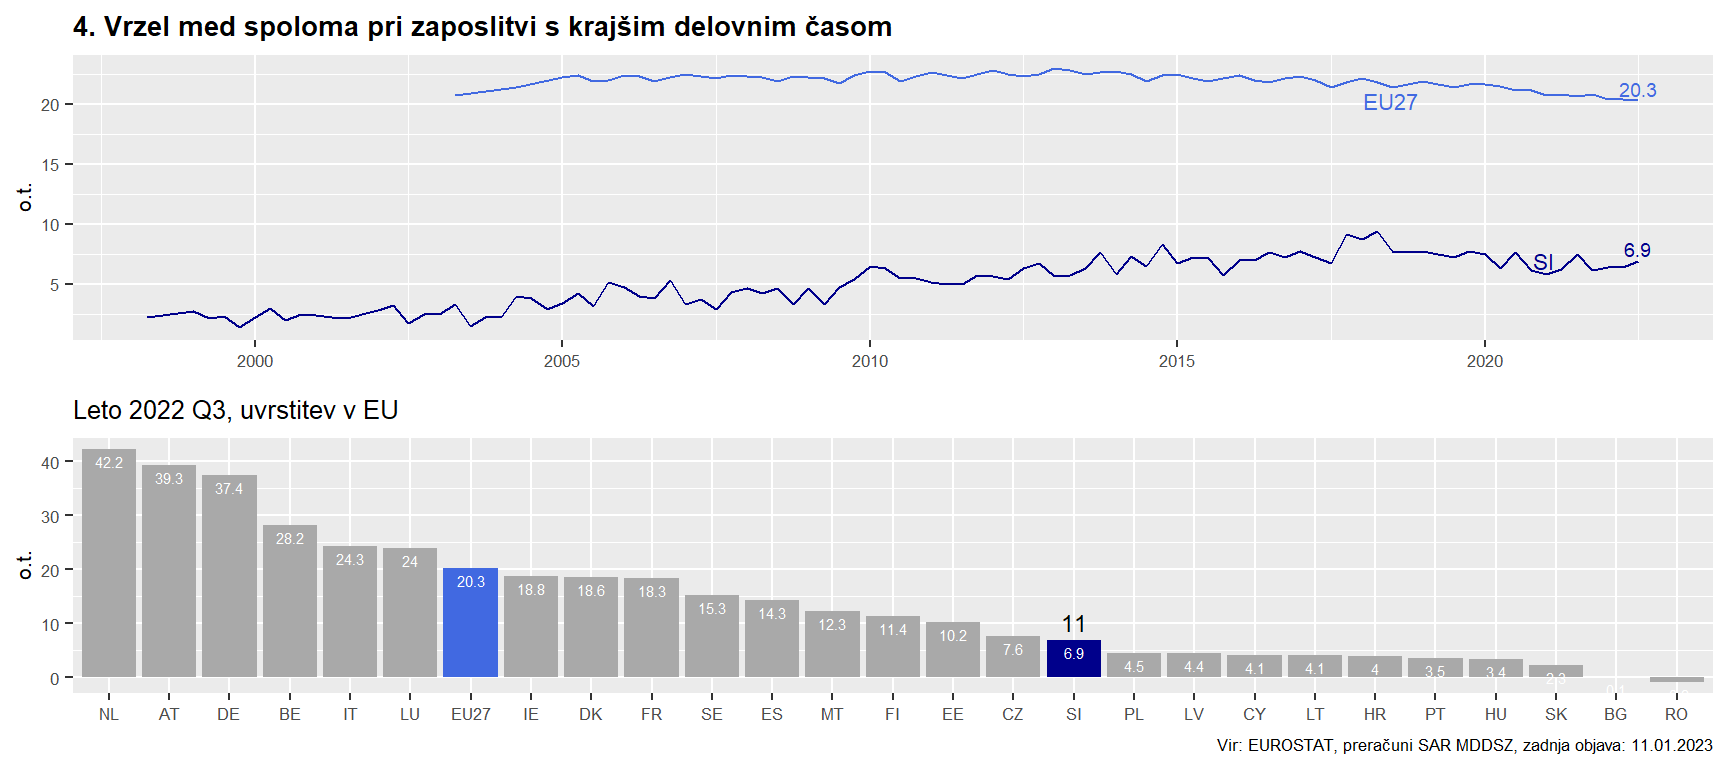 4. Vrzel med spoloma pri zaposlitvi s krajšim delovnim časom
o.t.
20
15
10
5
EU27
20.3
SI
6.9
2000 2005 2010 2015 2020
Leto 2022 Q3, uvrstitev v EU
o.t.
40
30
20
10
0
11
42.2 39.3 37.4 28.2 24.3 24 20.3 18.8 18.6 18.3 15.3 14.3 12.3 11.4 10.2 7.6 6.9 4.5 4.4 4.1 4.1 4 3.5 3.4 2.3
NL AT DE BE IT LU EU27 IE DK FR SE ES MT FI EE CZ SI PL LV CY LT HR PT HU SK BG RO
Vir: EUROSTAT, preračuni SAR MDDSZ, zadnja objava: 11.01.2023